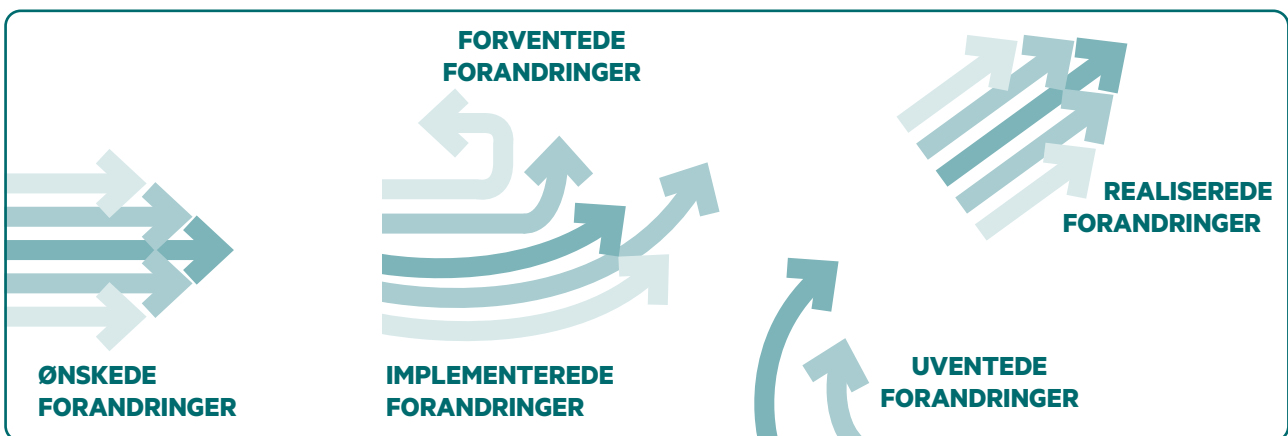 FORVENTEDE
FORANDRINGER
REALISEREDE
FORANDRINGER
ØNSKEDE
FORANDRINGER
IMPLEMENTEREDE
FORANDRINGER
UVENTEDE
FORANDRINGER